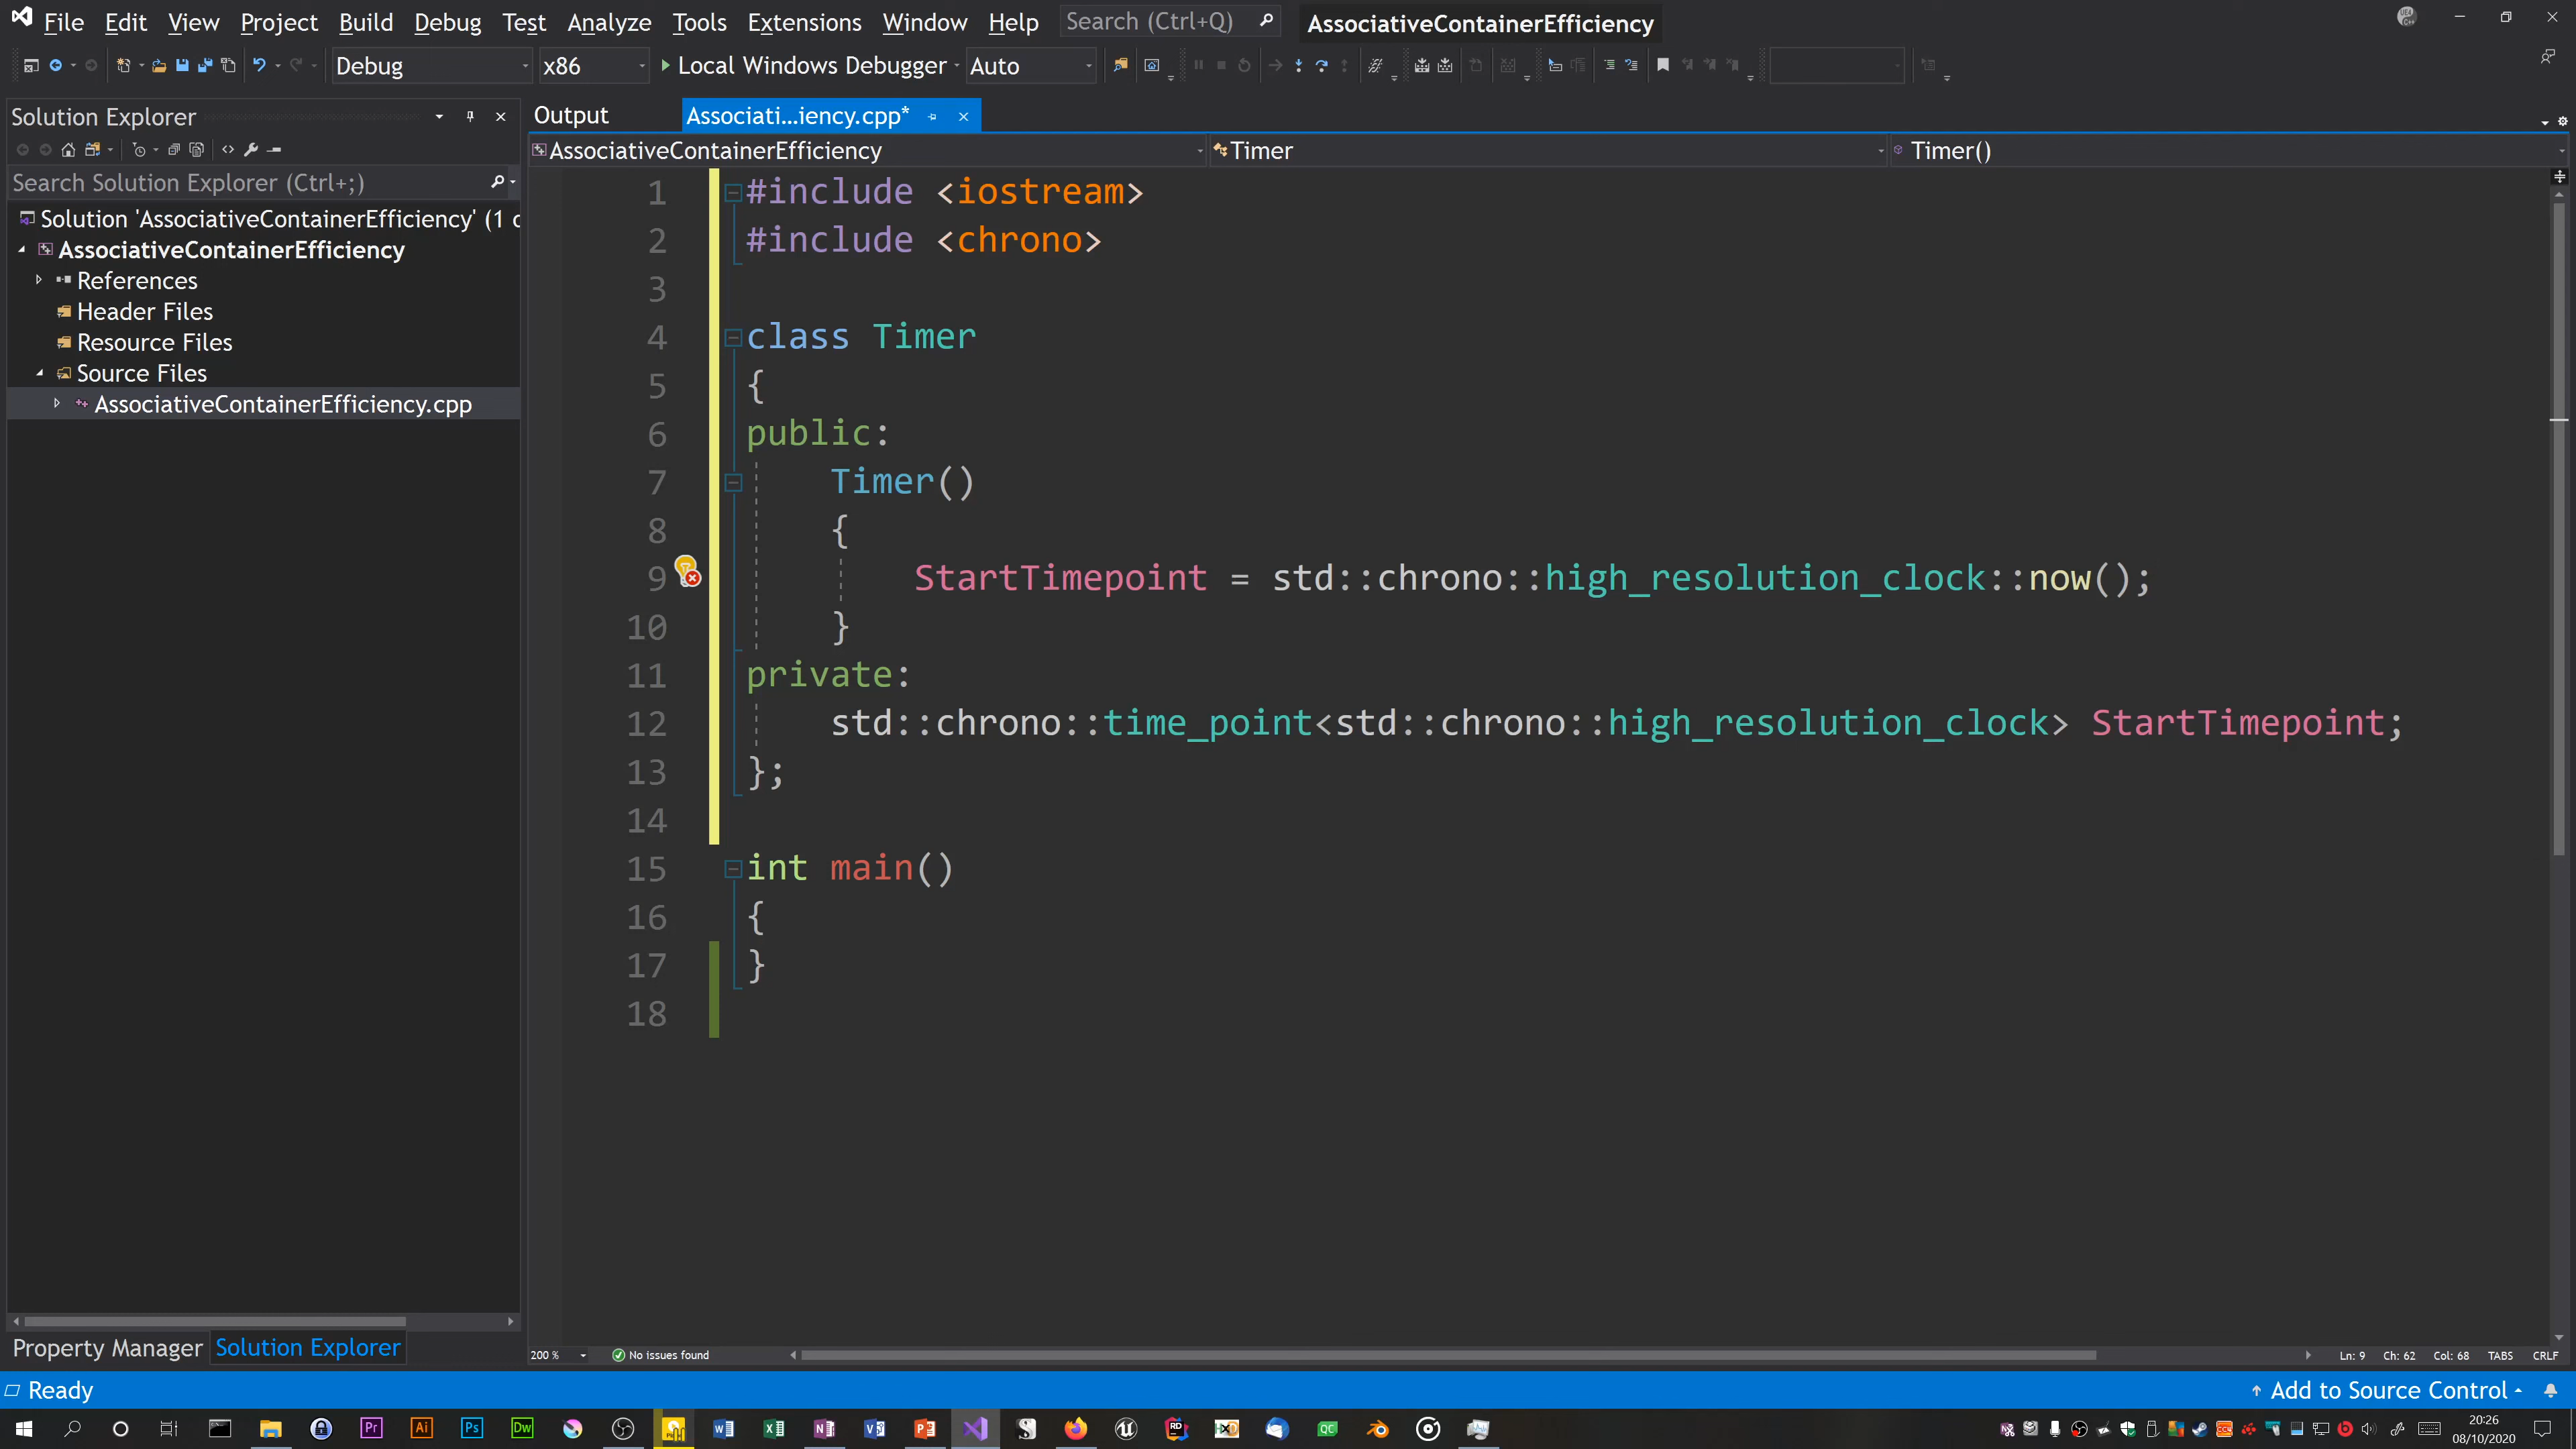 File Edit View Project Build Debug Test Analyze Tools Extensions Window Help Search (Ctrl+Q) AssociativeContainerEfficiency
Debug x86 Local Windows Debugger Auto
Solution Explorer
Output Associati...iency.cpp*
AssociativeContainerEfficiency Timer Timer()
Search Solution Explorer (Ctrl+;)
Solution 'AssociativeContainerEfficiency' (1 o
AssociativeContainerEfficiency
References
Header Files
Resource Files
Source Files
AssociativeContainerEfficiency.cpp
1 #include <iostream>
2 #include <chrono>
3
4 class Timer
5 {
6 public:
7 Timer()
8 {
9 StartTimepoint = std::chrono::high_resolution_clock::now();
10 }
11 private:
12 std::chrono::time_point<std::chrono::high_resolution_clock> StartTimepoint;
13 };
14
15 int main()
16 {
17 }
18
Property Manager Solution Explorer
200 % No issues found Ln: 9 Ch: 62 Col: 68 TABS CRLF
Ready Add to Source Control
20:26
08/10/2020